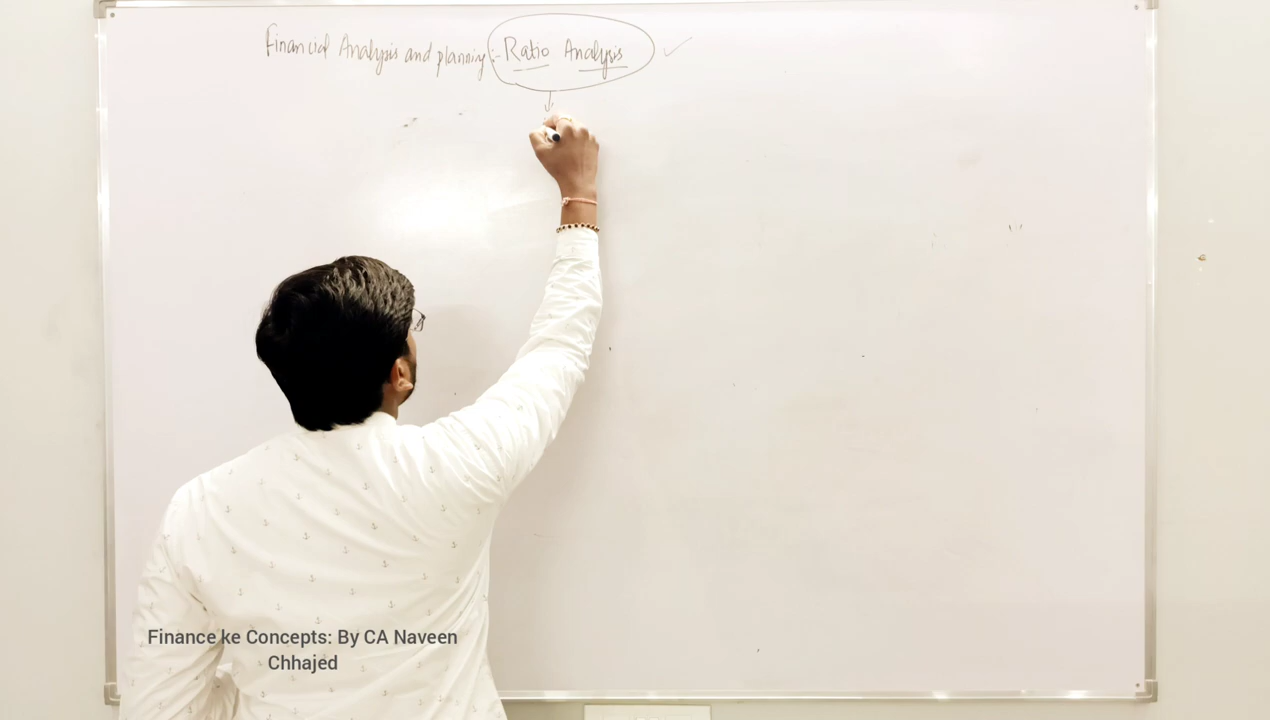 Financial Analysis and planning:- Ratio Analysis
Finance ke Concepts: By CA Naveen
Chhajed